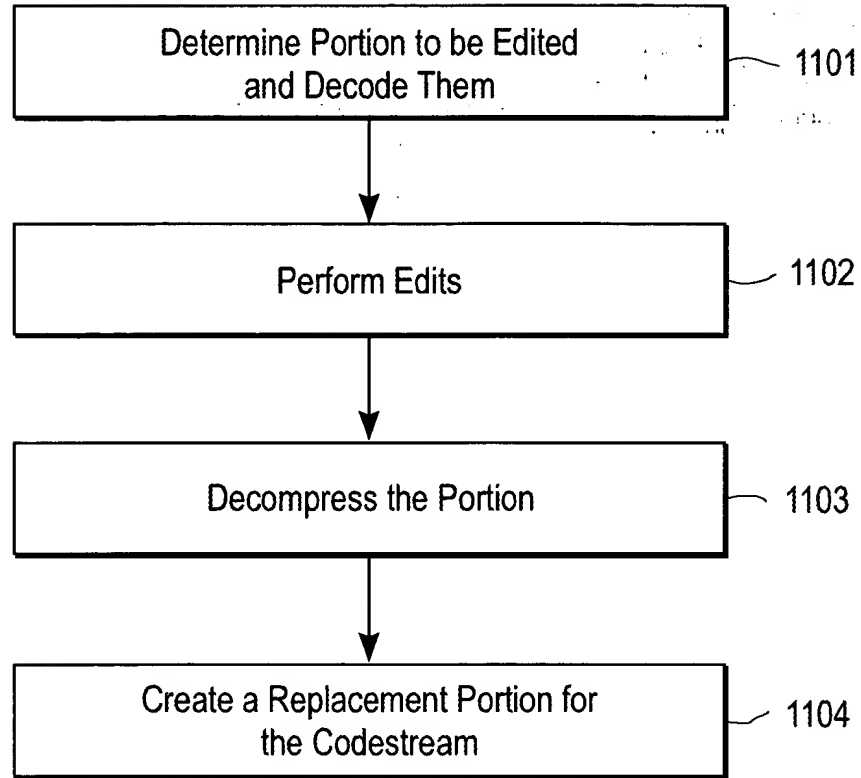 Determine Portion to be Edited
and Decode Them
1101
Perform Edits
1102
Decompress the Portion
1103
Create a Replacement Portion for
the Codestream
1104